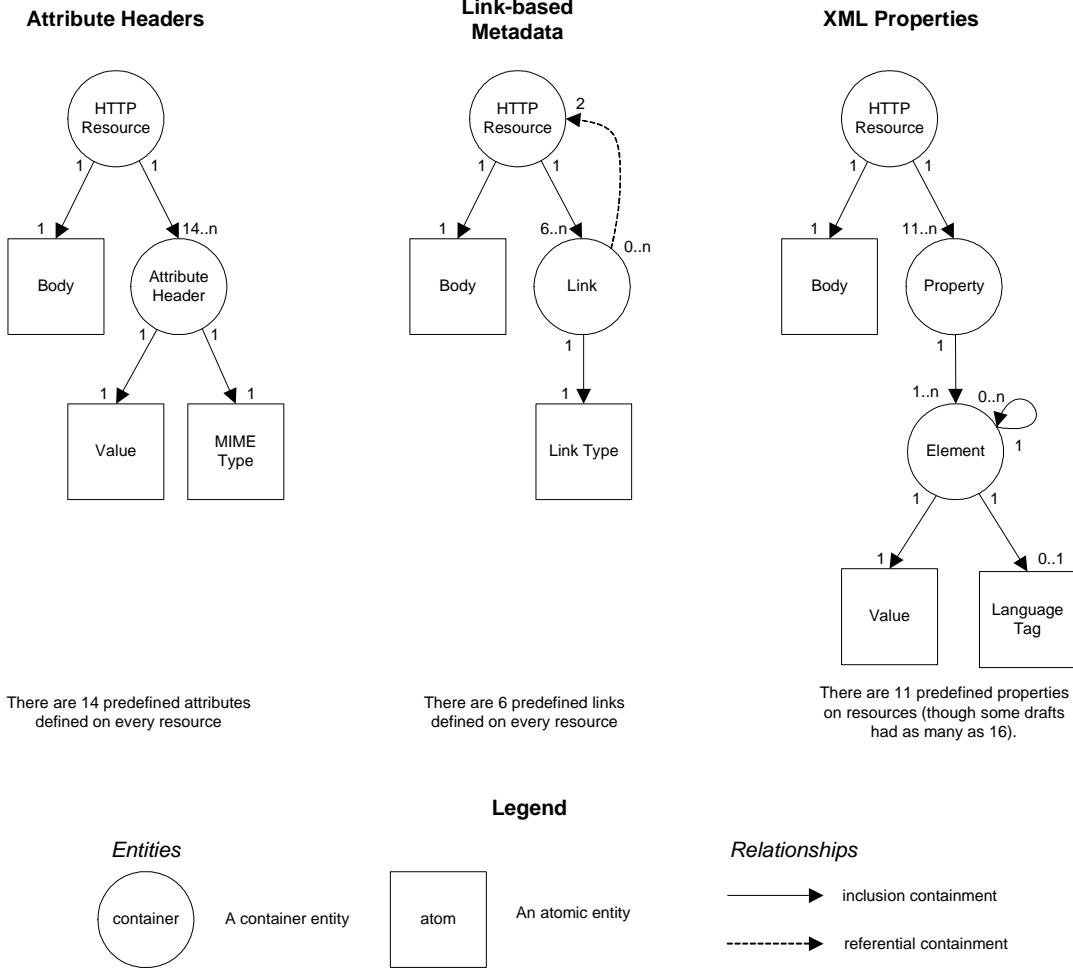 Attribute Headers
Link-based
Metadata
XML Properties
HTTP
Resource
1
1
1
14..n
Body
Attribute
Header
1
1
1
1
Value
MIME
Type
There are 14 predefined attributes
defined on every resource
HTTP
Resource
2
1
1
1
6..n
0..n
Body
Link
1
1
Link Type
There are 6 predefined links
defined on every resource
HTTP
Resource
1
1
1
11..n
Body
Property
1
1..n
0..n
Element
1
1
1
1
0..1
Value
Language
Tag
There are 11 predefined properties
on resources (though some drafts
had as many as 16).
Legend
Entities
container
A container entity
atom
An atomic entity
Relationships
inclusion containment
referential containment